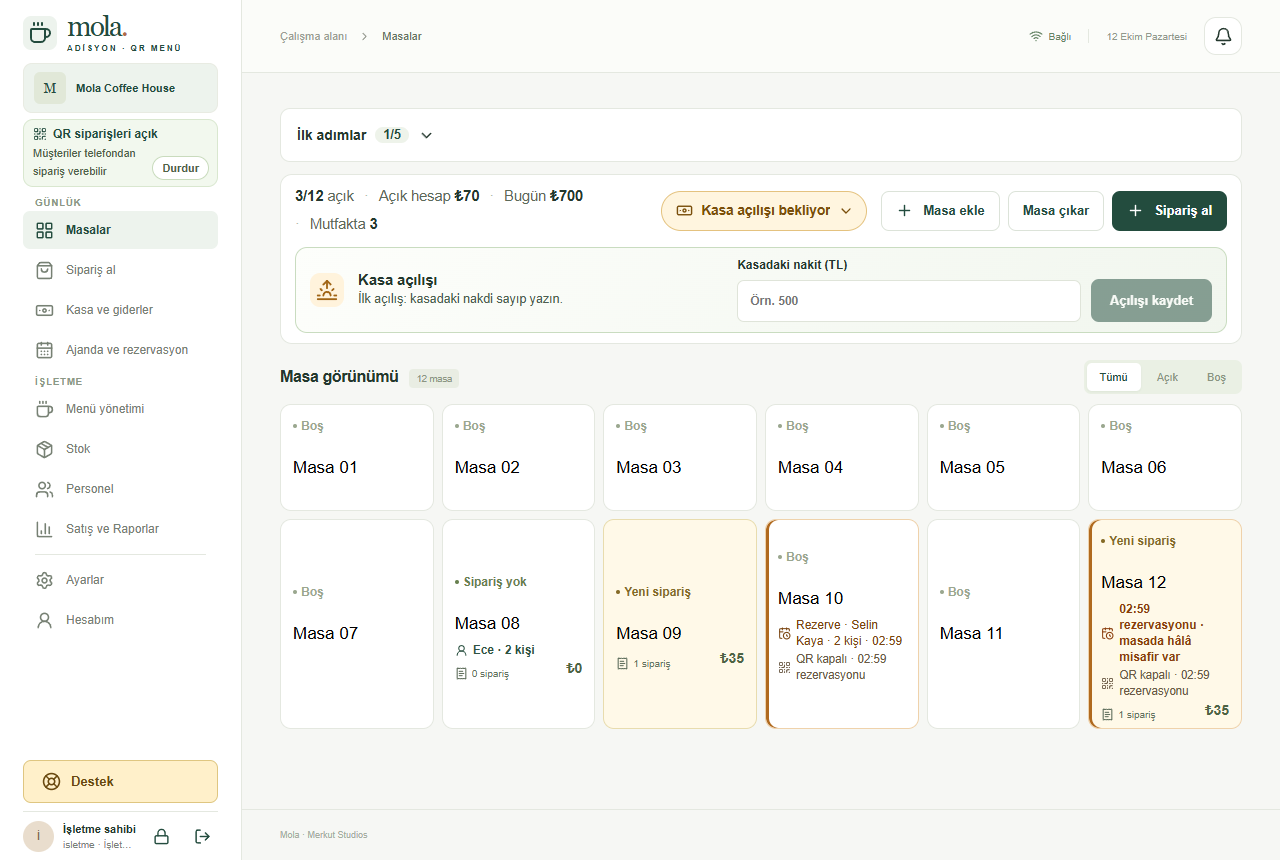 mola.
ADİSYON · QR MENÜ
M
Mola Coffee House
QR siparişleri açık
Müşteriler telefondan
sipariş verebilir
Durdur
GÜNLÜK
Masalar
Sipariş al
Kasa ve giderler
Ajanda ve rezervasyon
İŞLETME
Menü yönetimi
Stok
Personel
Satış ve Raporlar
Ayarlar
Hesabım
Destek
İ
İşletme sahibi
isletme · İşlet...
Çalışma alanı > Masalar
Bağlı
12 Ekim Pazartesi
İlk adımlar 1/5
3/12 açık · Açık hesap ₺70 · Bugün ₺700
· Mutfakta 3
Kasa açılışı bekliyor
+ Masa ekle
Masa çıkar
+ Sipariş al
Kasa açılışı
İlk açılış: kasadaki nakdi sayıp yazın.
Kasadaki nakit (TL)
Örn. 500
Açılışı kaydet
Masa görünümü 12 masa
Tümü Açık Boş
• Boş
Masa 01
• Boş
Masa 02
• Boş
Masa 03
• Boş
Masa 04
• Boş
Masa 05
• Boş
Masa 06
• Boş
Masa 07
• Sipariş yok
Masa 08
Ece · 2 kişi
0 sipariş ₺0
• Yeni sipariş
Masa 09
1 sipariş ₺35
• Boş
Masa 10
Rezerve · Selin
Kaya · 2 kişi · 02:59
QR kapalı · 02:59
rezervasyonu
• Boş
Masa 11
• Yeni sipariş
Masa 12
02:59
rezervasyonu ·
masada hâlâ
misafir var
QR kapalı · 02:59
rezervasyonu
1 sipariş ₺35
Mola · Merkut Studios